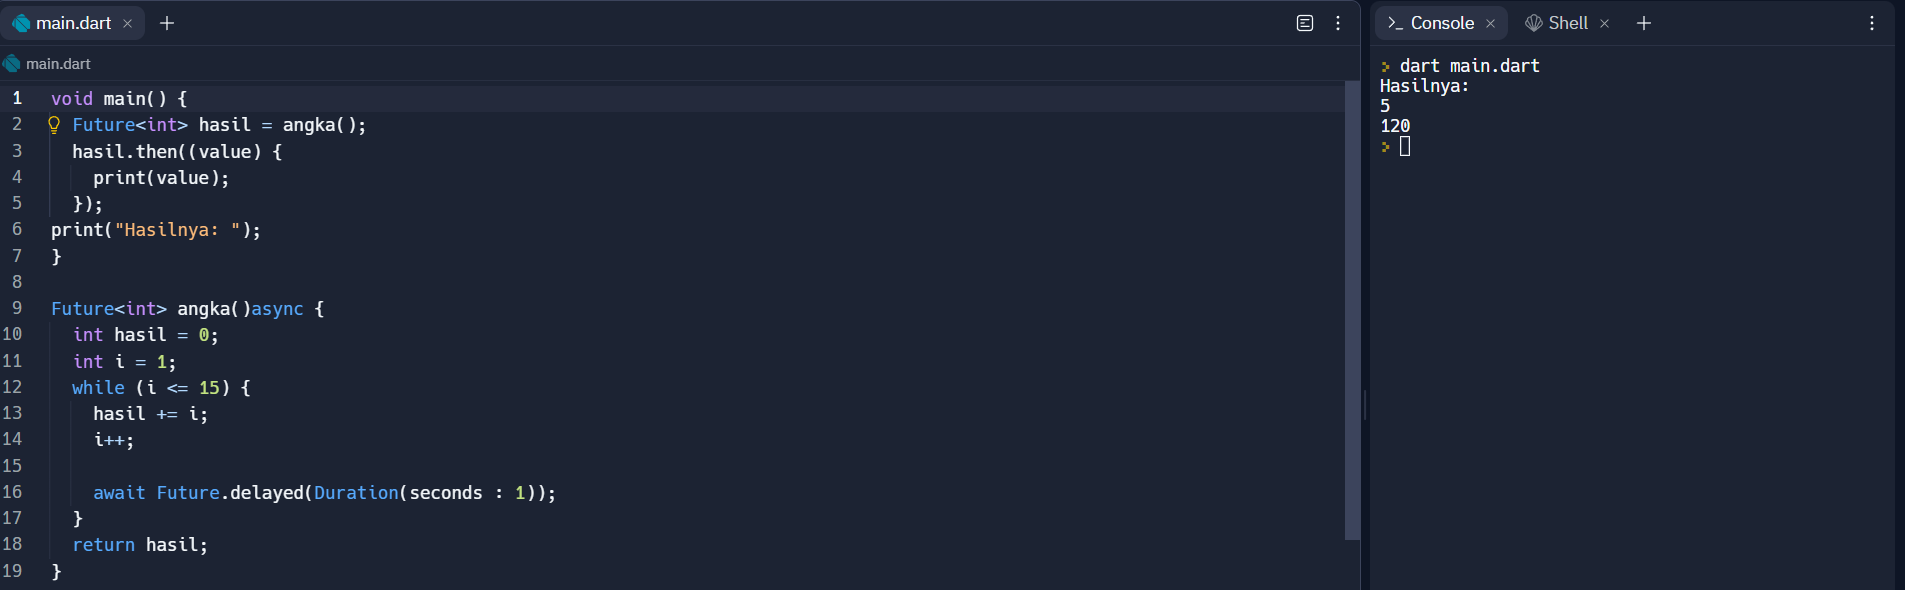 main.dart
main.dart
1 void main() {
2 Future<int> hasil = angka();
3 hasil.then((value) {
4 print(value);
5 });
6 print("Hasilnya: ");
7 }
8
9 Future<int> angka()async {
10 int hasil = 0;
11 int i = 1;
12 while (i <= 15) {
13 hasil += i;
14 i++;
15
16 await Future.delayed(Duration(seconds : 1));
17 }
18 return hasil;
19 }
>_ Console
Shell
dart main.dart
Hasilnya:
5
120